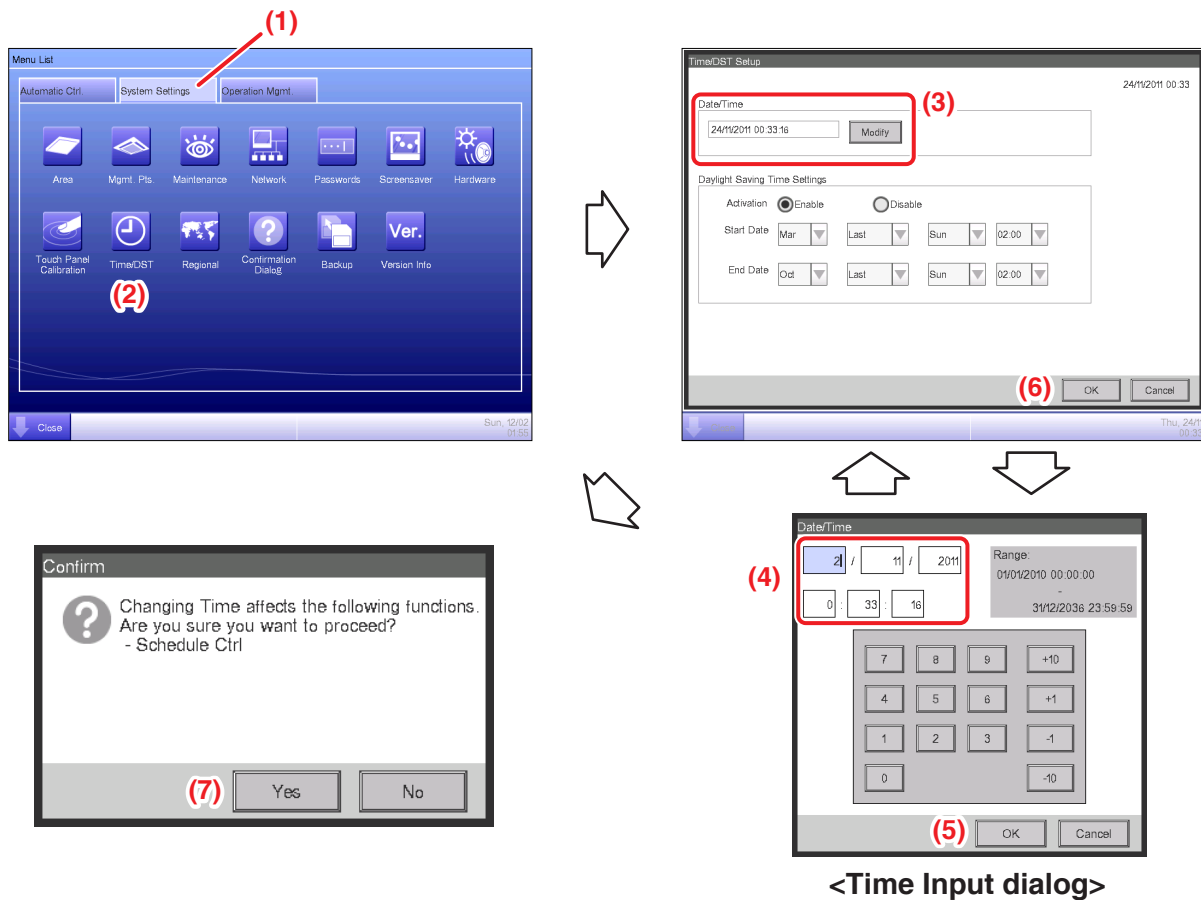 (1)
Menu List
Automatic Ctrl.
System Settings
Operation Mgmt.
Area
Mgmt. Pts.
Maintenance
Network
Passwords
Screensaver
Hardware
Ver.
Touch Panel
Calibration
Time/DST
Regional
Confirmation
Dialog
Backup
Version Info
(2)
Close
Sun, 12/02
01:55
Time/DST Setup
24/11/2011 00:33
Date/Time
(3)
24/11/2011 00:33:16
Modify
Daylight Saving Time Settings
Activation Enable Disable
Start Date Mar Last Sun 02:00
End Date Oct Last Sun 02:00
(6)
OK
Cancel
Close
Thu, 24/11
00:33
Date/Time
(4)
2 / 11 / 2011
0 : 33 : 16
Range:
01/01/2010 00:00:00
-
31/12/2036 23:59:59
7 8 9 +10
4 5 6 +1
1 2 3 -1
0 -10
(5)
OK
Cancel
<Time Input dialog>
Confirm
Changing Time affects the following functions.
Are you sure you want to proceed?
- Schedule Ctrl
(7)
Yes
No